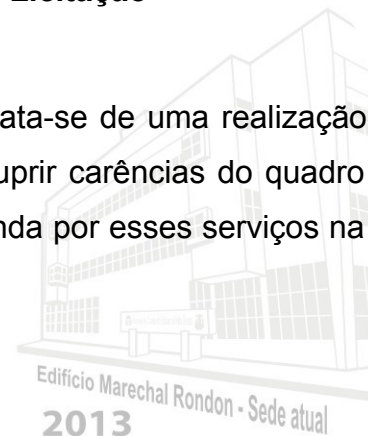 Licitação
ata-se de uma realização
uprir carências do quadro
nda por esses serviços na
Edifício Marechal Rondon - Sede atual
2013